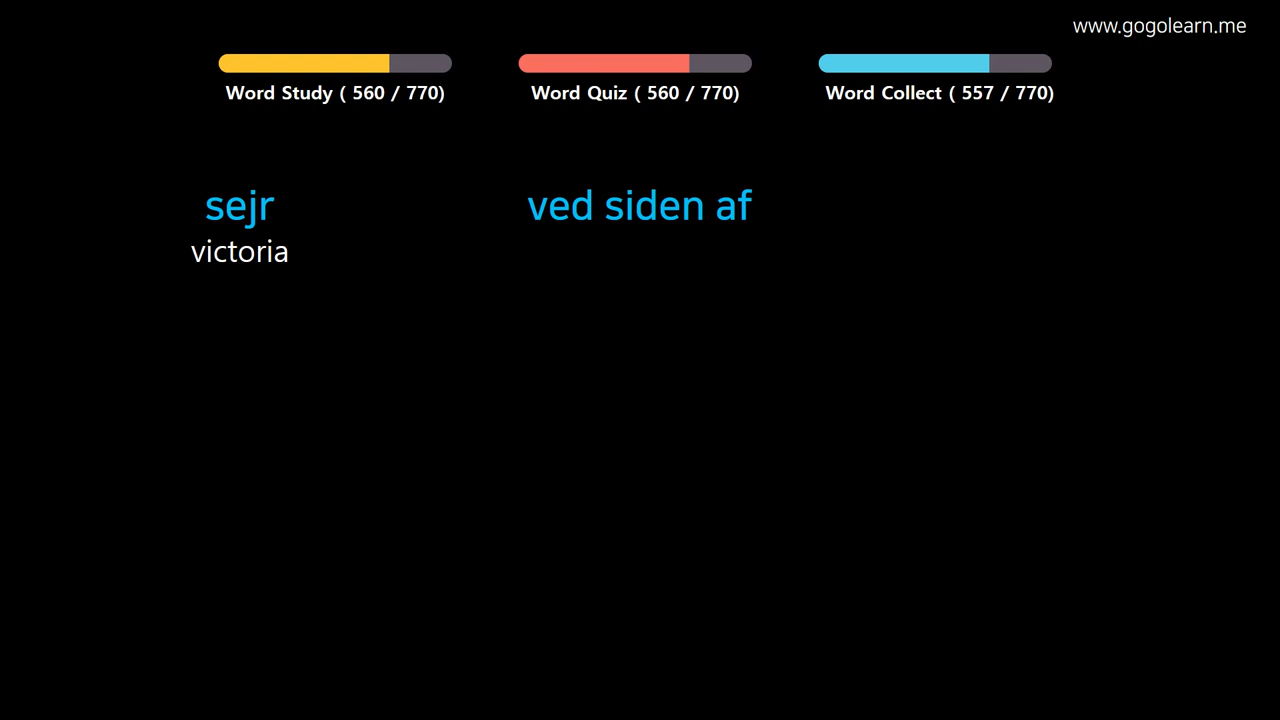 www.gogolearn.me
Word Study ( 560 / 770)
Word Quiz ( 560 / 770)
Word Collect ( 557 / 770)
sejr
victoria
ved siden af